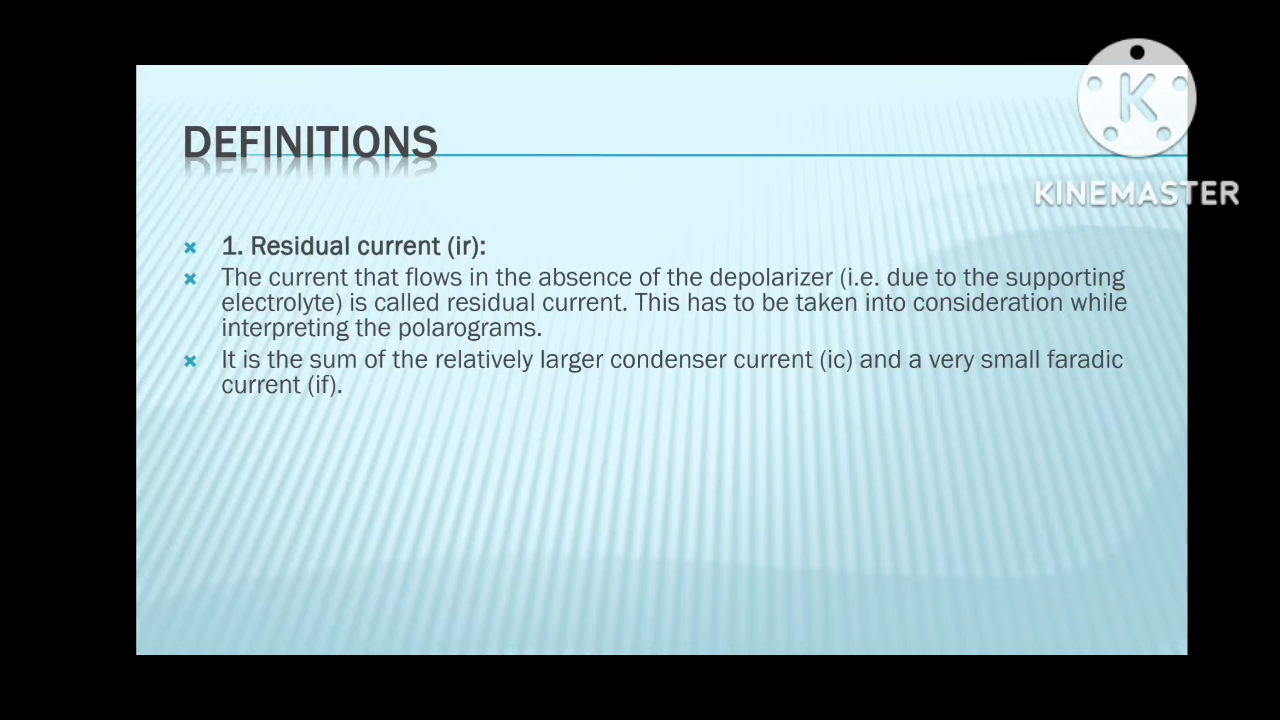 K
KINEMASTER
DEFINITIONS
1. Residual current (ir):
The current that flows in the absence of the depolarizer (i.e. due to the supporting
electrolyte) is called residual current. This has to be taken into consideration while
interpreting the polarograms.
It is the sum of the relatively larger condenser current (ic) and a very small faradic
current (if).